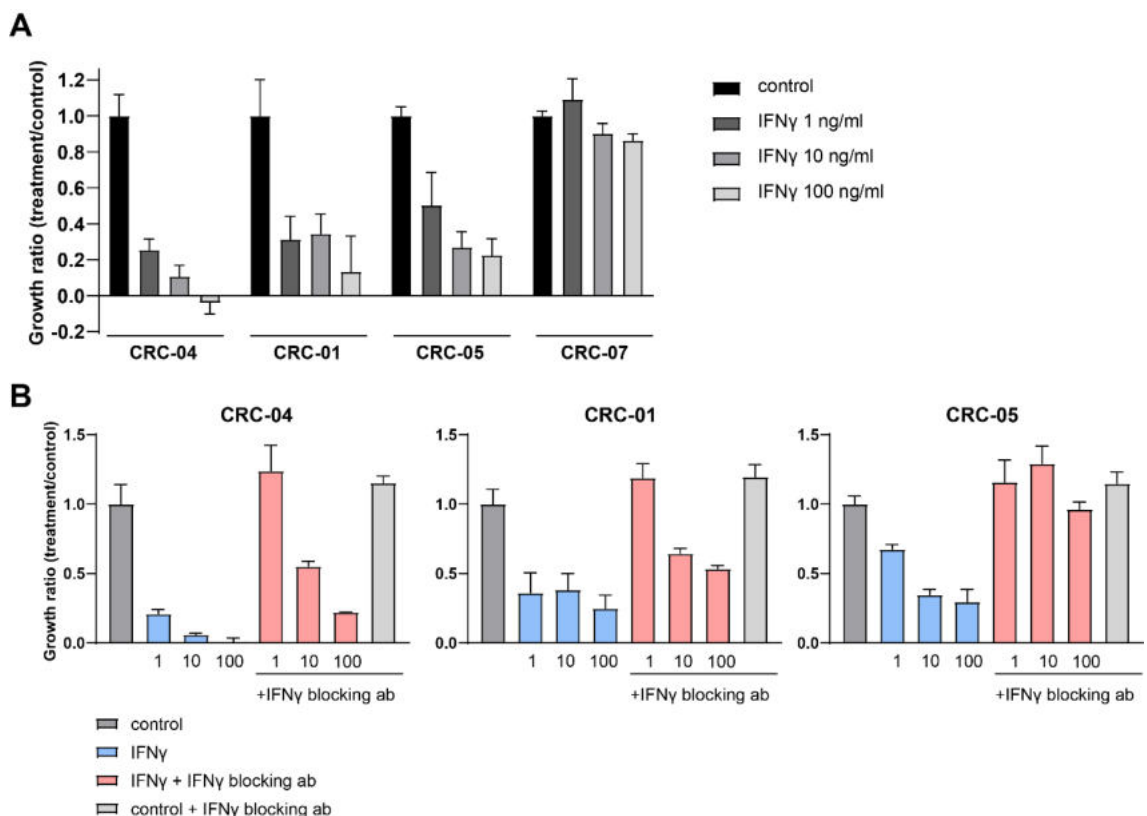 A
Growth ratio (treatment/control)
1.2
1.0
0.8
0.6
0.4
0.2
0.0
-0.2
CRC-04 CRC-01 CRC-05 CRC-07
control
IFNγ 1 ng/ml
IFNγ 10 ng/ml
IFNγ 100 ng/ml
B
CRC-04 CRC-01 CRC-05
Growth ratio (treatment/control)
1.5 1.5 1.5
1.0 1.0 1.0
0.5 0.5 0.5
0.0 0.0 0.0
1 10 100 1 10 100 1 10 100 1 10 100 1 10 100 1 10 100
+IFNγ blocking ab +IFNγ blocking ab +IFNγ blocking ab
control
IFNγ
IFNγ + IFNγ blocking ab
control + IFNγ blocking ab